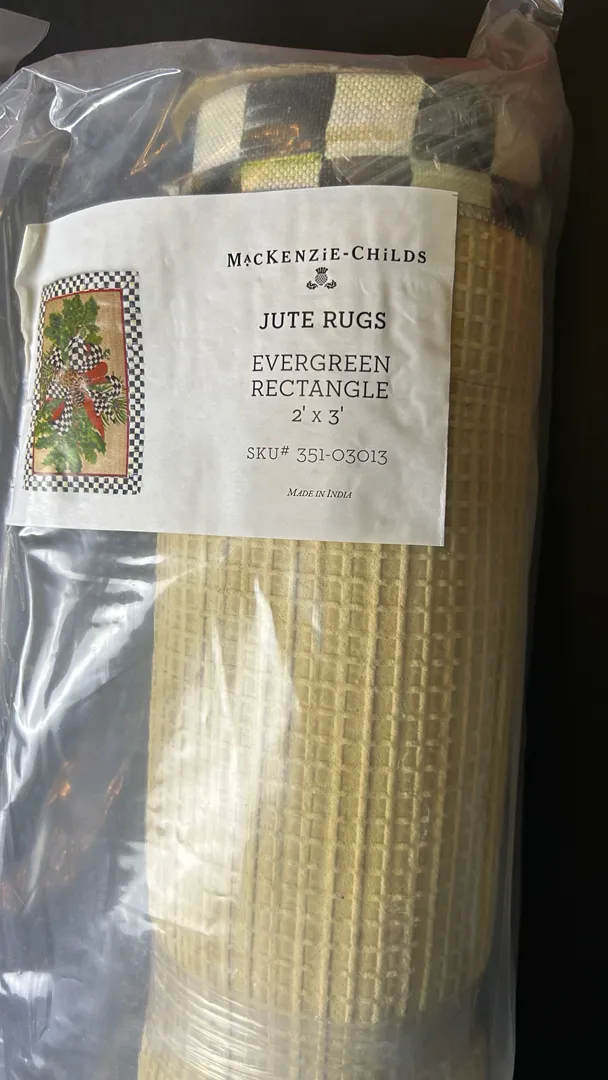 MACKENZIE-CHILDS
JUTE RUGS
EVERGREEN
RECTANGLE
2' X 3'
SKU# 351-03013
MADE IN INDIA